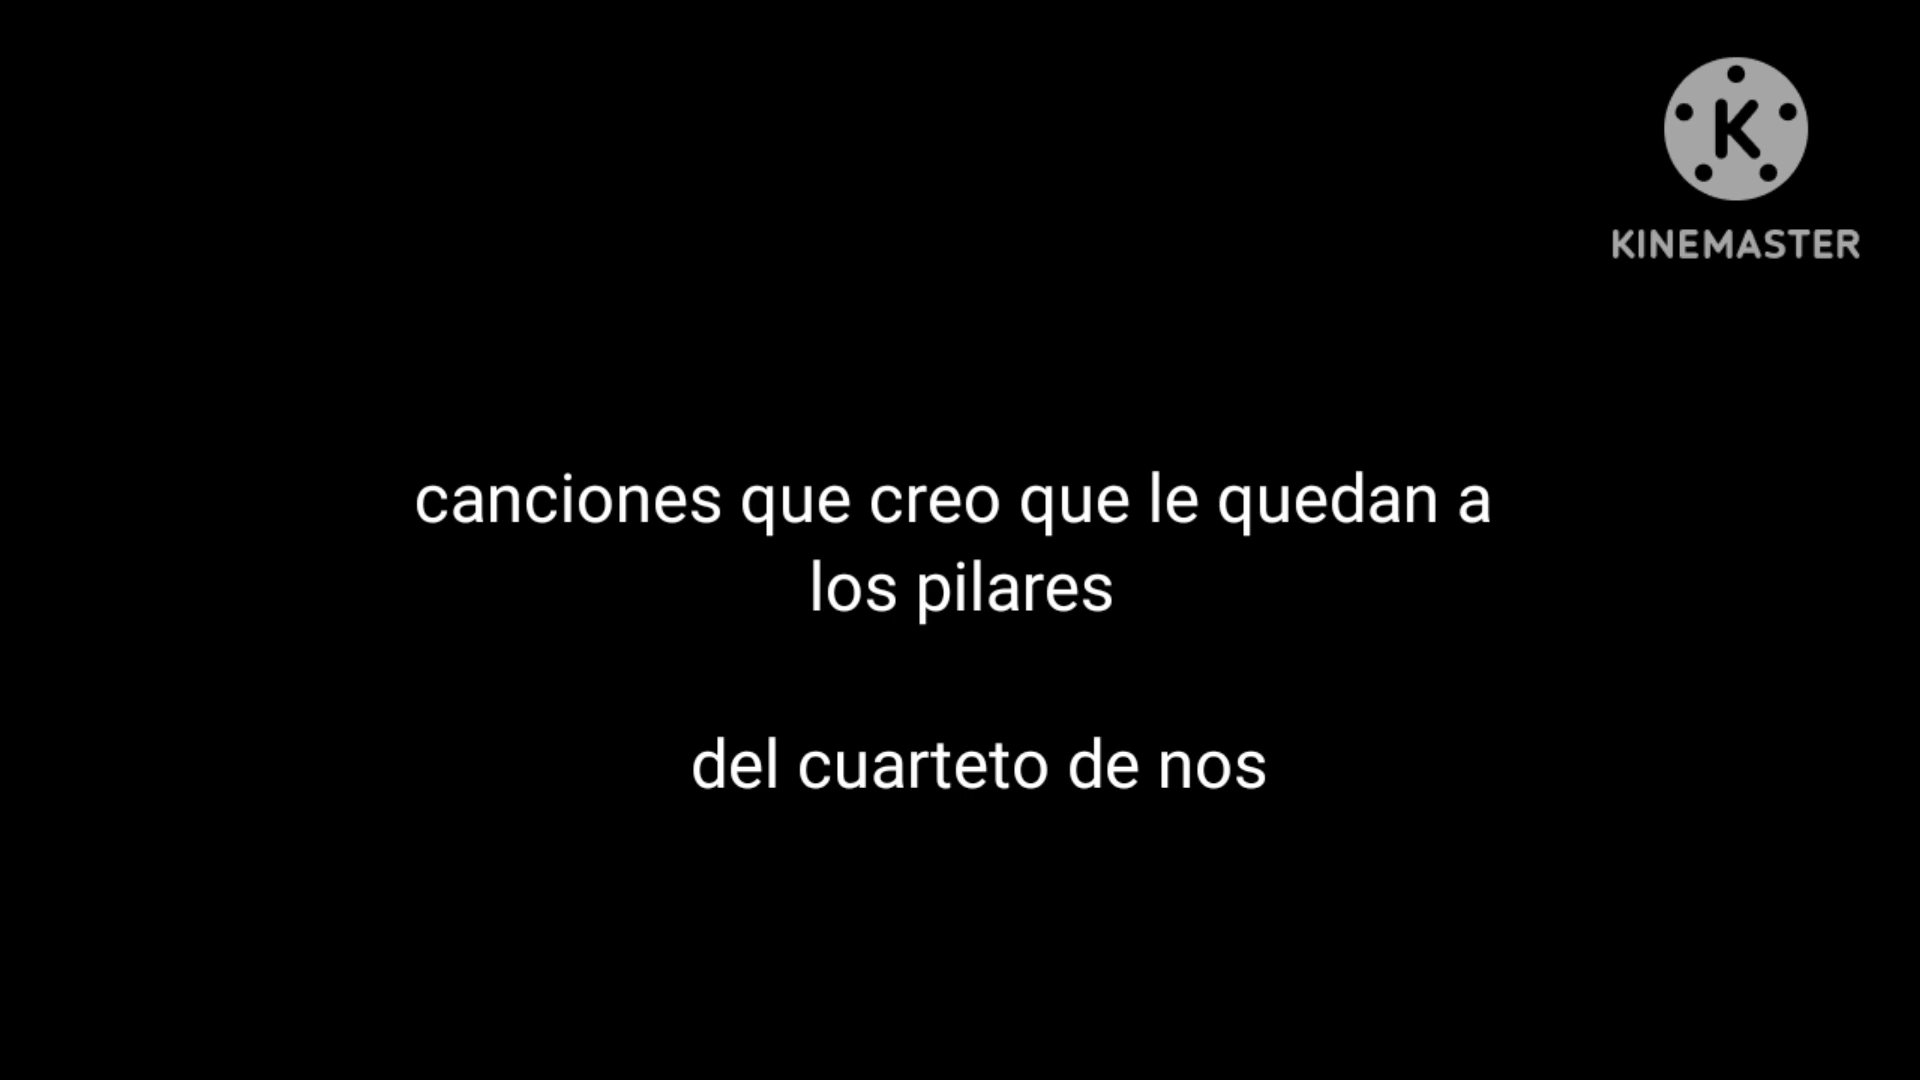 KINEMASTER
canciones que creo que le quedan a
los pilares
del cuarteto de nos